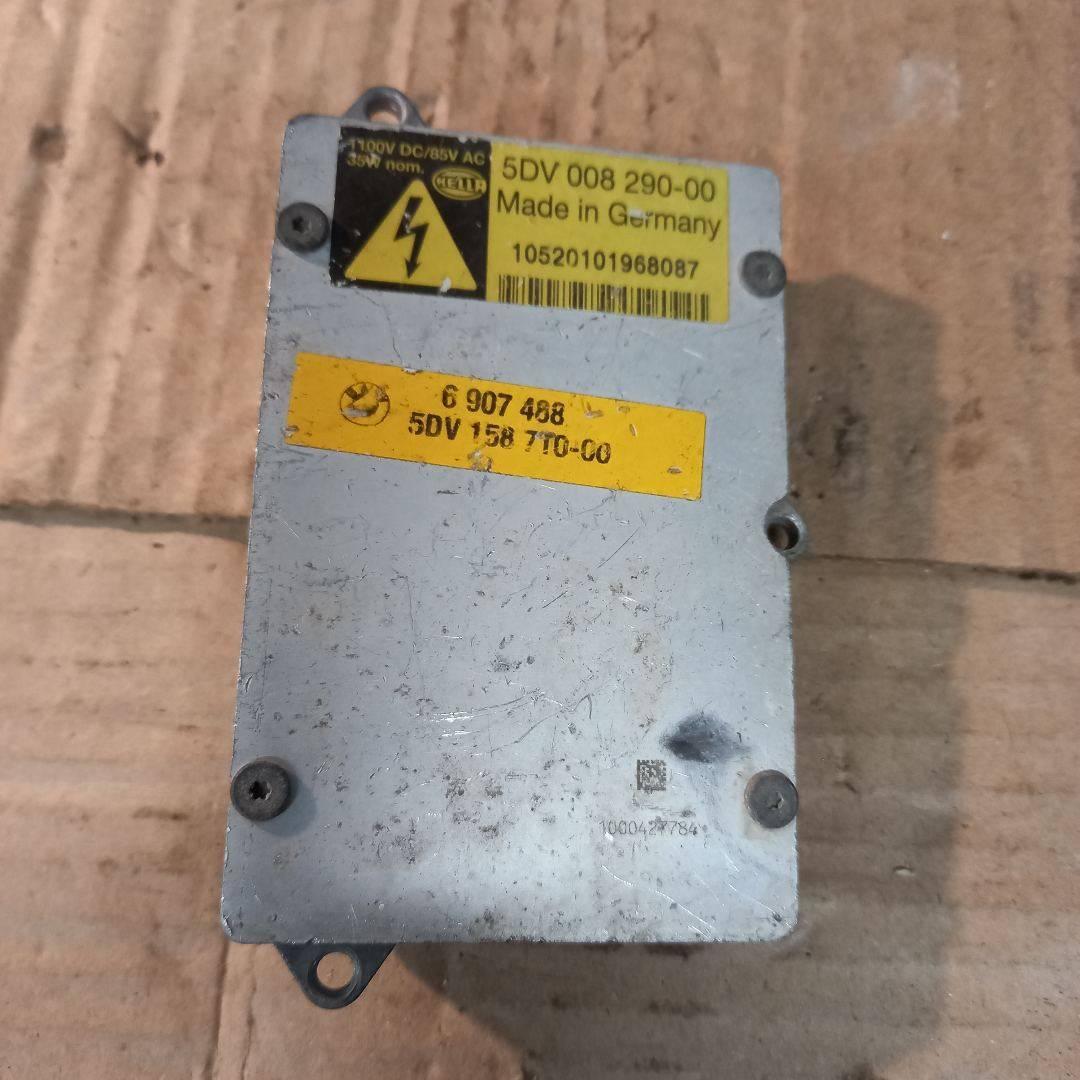 1100V DC/85V AC
35W nom.
HELLA
5DV 008 290-00
Made in Germany
10520101968087
6 907 488
5DV 158 710-00
1000427784